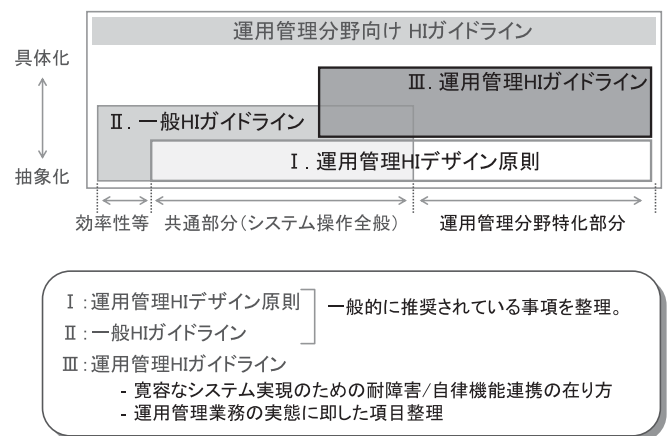 運用管理分野向け HIガイドライン
具体化
Ⅲ. 運用管理HIガイドライン
Ⅱ. 一般HIガイドライン
Ⅰ. 運用管理HIデザイン原則
抽象化
効率性等 共通部分(システム操作全般) 運用管理分野特化部分
Ⅰ:運用管理HIデザイン原則
一般的に推奨されている事項を整理。
Ⅱ:一般HIガイドライン
Ⅲ:運用管理HIガイドライン
- 寛容なシステム実現のための耐障害/自律機能連携の在り方
- 運用管理業務の実態に即した項目整理